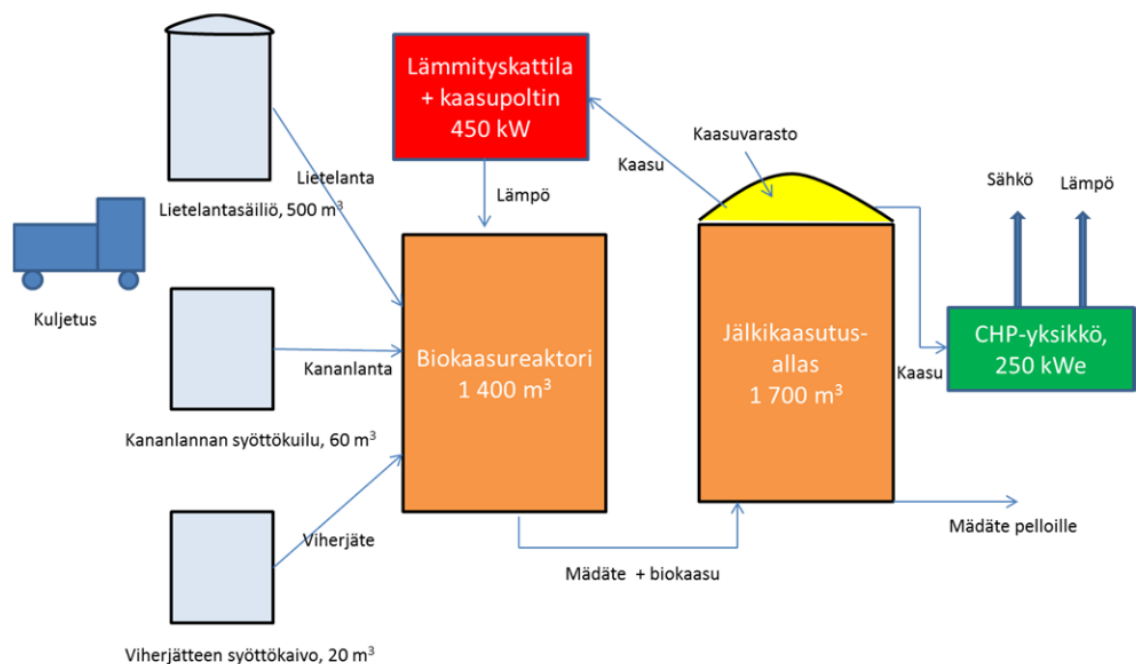 Lämmityskattila
+ kaasupoltin
450 kW
Kaasuvarasto
Kaasu
Sähkö
Lämpö
Lietelanta
Lämpö
Lietelantasäiliö, 500 m³
Kuljetus
Biokaasureaktori
1 400 m³
Jälkikaasutus-
allas
1 700 m³
CHP-yksikkö,
250 kWe
Kananlanta
Kaasu
Kananlannan syöttökuilu, 60 m³
Viherjäte
Mädäte pelloille
Mädäte + biokaasu
Viherjätteen syöttökaivo, 20 m³